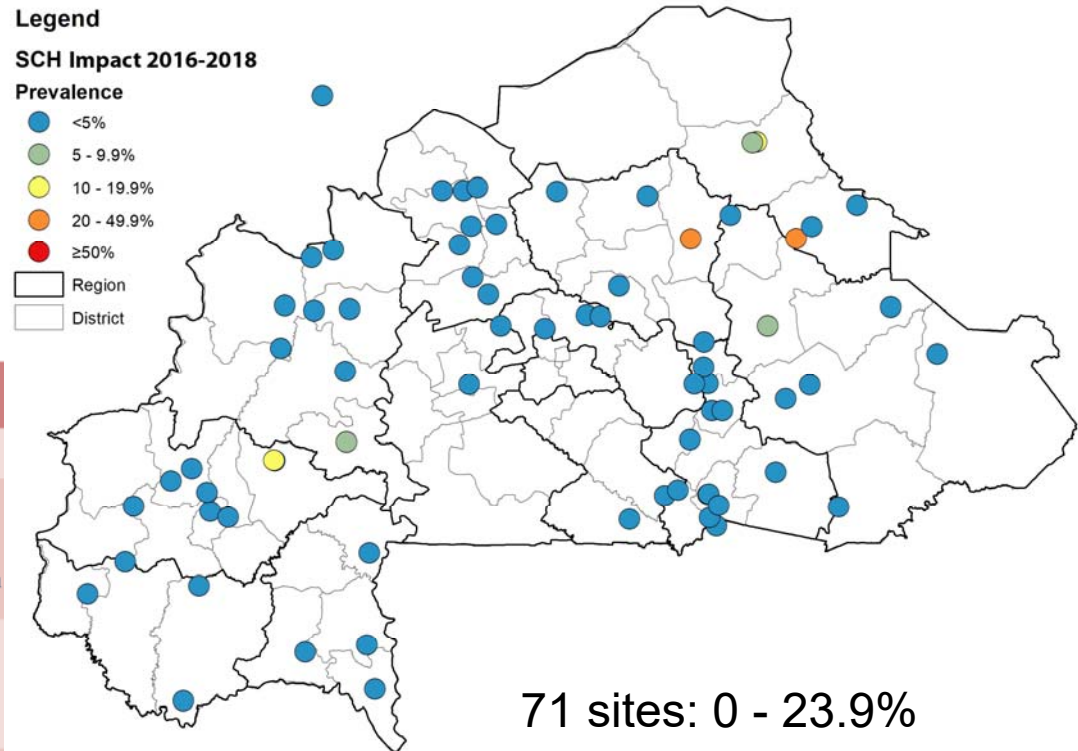 Legend
SCH Impact 2016-2018
Prevalence
<5%
5 - 9.9%
10 - 19.9%
20 - 49.9%
≥50%
Region
District
71 sites: 0 - 23.9%